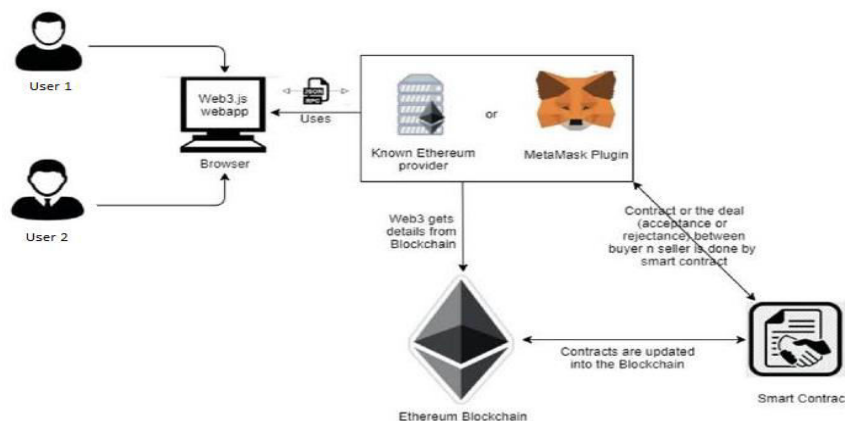 User 1
Web3.js
webapp
Browser
JSON
RPC
Uses
Known Ethereum
provider
or
MetaMask Plugin
User 2
Web3 gets
details from
Blockchain
Contract or the deal
(acceptance or
rejectance) between
buyer n seller is done by
smart contract
Contracts are updated
into the Blockchain
Ethereum Blockchain
Smart Contrac